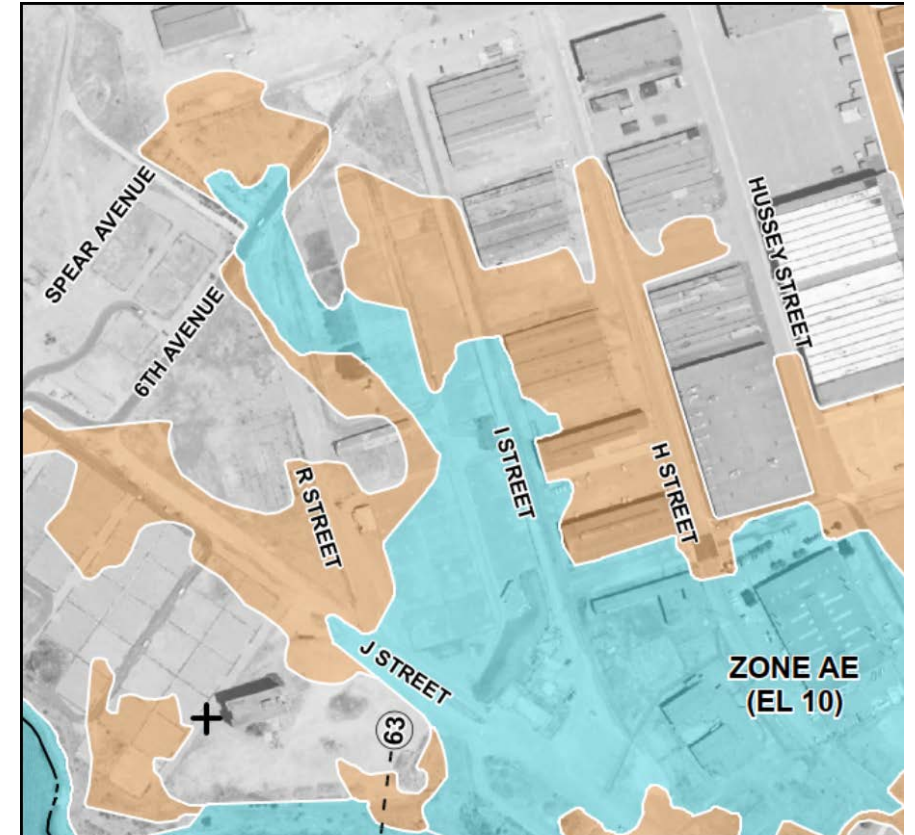 SPEAR AVENUE
6TH AVENUE
HUSSEY STREET
I STREET
H STREET
R STREET
J STREET
ZONE AE
(EL 10)
63